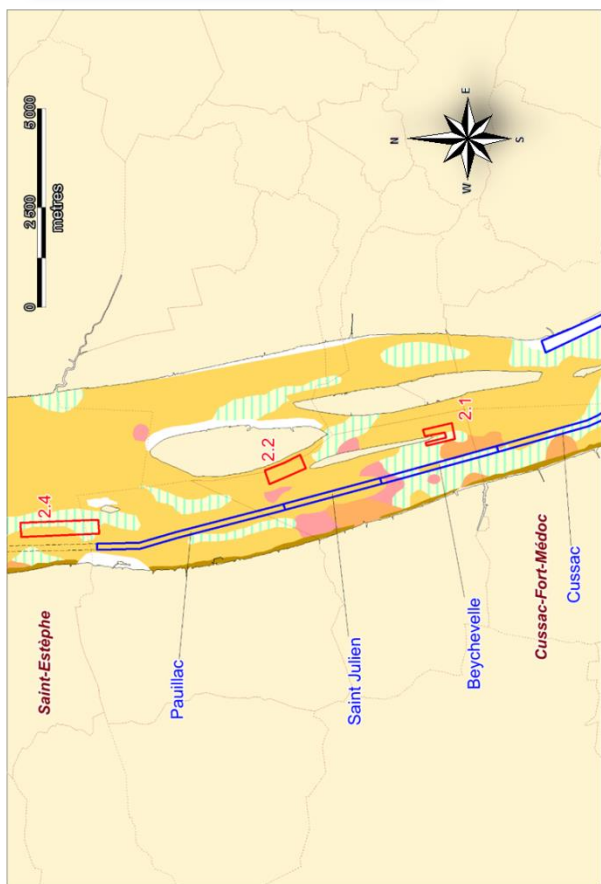 0 2 500 5 000
metres
N
E
S
W
2.4
2.2
2.1
Saint-Estèphe
Pauillac
Saint Julien
Beychevelle
Cussac-Fort-Médoc
Cussac